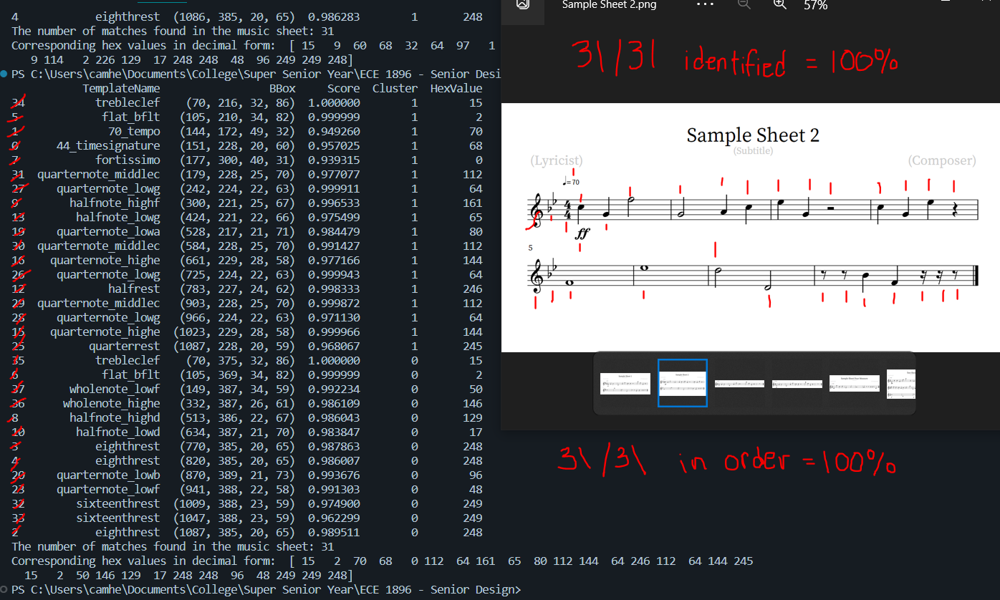 4 eighthrest (1086, 385, 20, 65) 0.986283 1 248
The number of matches found in the music sheet: 31
Corresponding hex values in decimal form: [ 15 9 60 68 32 64 97 1
9 114 2 226 129 17 248 248 48 96 249 249 248]
PS C:\Users\camhe\Documents\College\Super Senior Year\ECE 1896 - Senior Desi
TemplateName BBox Score Cluster HexValue
34 trebleclef (70, 216, 32, 86) 1.000000 1 15
5 flat_bflt (105, 210, 34, 82) 0.999999 1 2
1 70_tempo (144, 172, 49, 32) 0.949260 1 70
0 44_timesignature (151, 228, 20, 60) 0.957025 1 68
7 fortissimo (177, 300, 40, 31) 0.939315 1 0
31 quarternote_middlec (179, 228, 25, 70) 0.977077 1 112
27 quarternote_lowg (242, 224, 22, 63) 0.999911 1 64
9 halfnote_highf (300, 221, 25, 67) 0.996533 1 161
13 halfnote_lowg (424, 221, 22, 66) 0.975499 1 65
19 quarternote_lowa (528, 217, 21, 71) 0.984479 1 80
30 quarternote_middlec (584, 228, 25, 70) 0.991427 1 112
16 quarternote_highe (661, 229, 28, 58) 0.977166 1 144
26 quarternote_lowg (725, 224, 22, 63) 0.999943 1 64
12 halfrest (783, 227, 24, 62) 0.998333 1 246
29 quarternote_middlec (903, 228, 25, 70) 0.999872 1 112
28 quarternote_lowg (966, 224, 22, 63) 0.971130 1 64
15 quarternote_highe (1023, 229, 28, 58) 0.999966 1 144
25 quarterrest (1087, 228, 20, 59) 0.968067 1 245
35 trebleclef (70, 375, 32, 86) 1.000000 0 15
6 flat_bflt (105, 369, 34, 82) 0.999999 0 2
37 wholenote_lowf (149, 387, 34, 59) 0.992234 0 50
36 wholenote_highe (332, 387, 26, 61) 0.986109 0 146
8 halfnote_highd (513, 386, 22, 67) 0.986043 0 129
10 halfnote_lowd (634, 387, 21, 70) 0.983847 0 17
3 eighthrest (770, 385, 20, 65) 0.987863 0 248
4 eighthrest (820, 385, 20, 65) 0.986007 0 248
20 quarternote_lowb (870, 389, 21, 73) 0.993676 0 96
23 quarternote_lowf (941, 388, 22, 58) 0.991303 0 48
32 sixteenthrest (1009, 388, 23, 59) 0.974900 0 249
33 sixteenthrest (1047, 388, 23, 59) 0.962299 0 249
2 eighthrest (1087, 385, 20, 65) 0.989511 0 248
The number of matches found in the music sheet: 31
Corresponding hex values in decimal form: [ 15 2 70 68 0 112 64 161 65 80 112 144 64 246 112 64 144 245
15 2 50 146 129 17 248 248 96 48 249 249 248]
PS C:\Users\camhe\Documents\College\Super Senior Year\ECE 1896 - Senior Design>
Sample Sheet 2.png ... 57%
31/31 identified = 100%
Sample Sheet 2
(Subtitle)
(Lyricist) (Composer)
=70
ff
5
31/31 in order = 100%